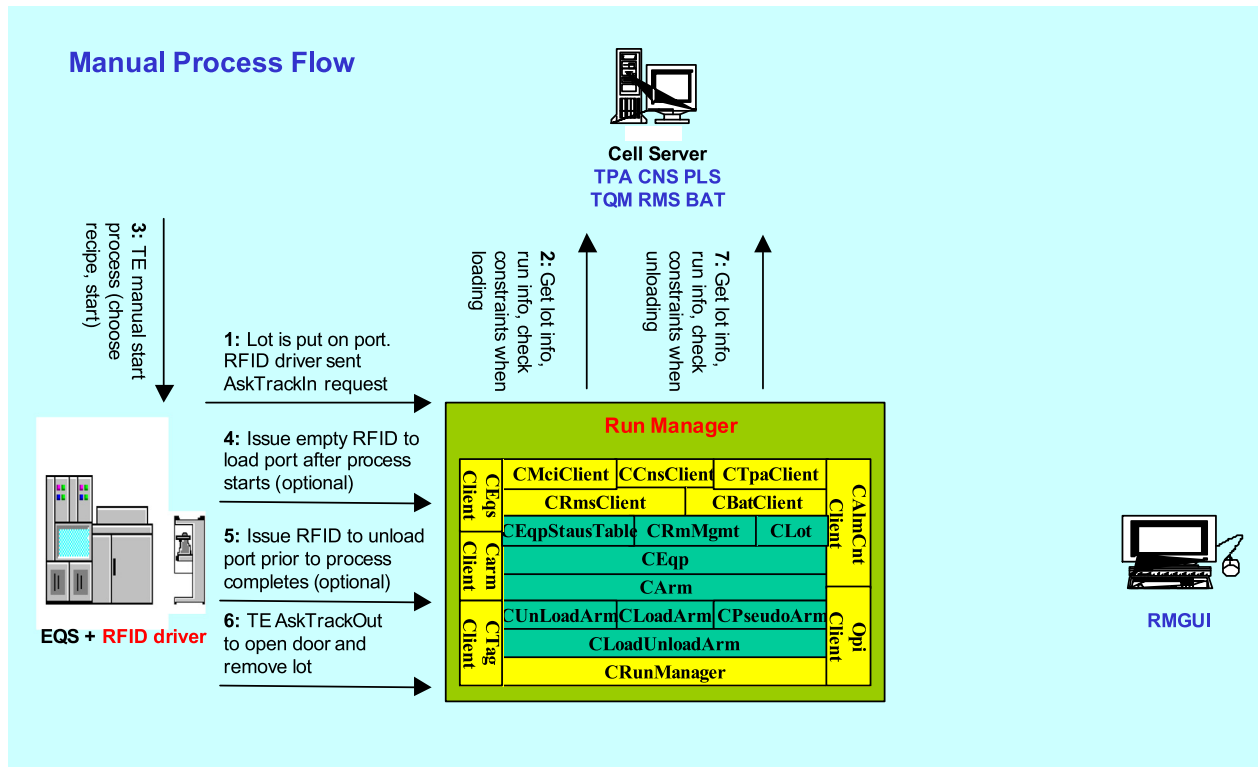 Manual Process Flow
Cell Server
TPA CNS PLS
TQM RMS BAT
3: TE manual start
process (choose
recipe, start)
2: Get lot info,
run info, check
constraints when
loading
7: Get lot info,
run info, check
constraints when
unloading
1: Lot is put on port.
RFID driver sent
AskTrackIn request
4: Issue empty RFID to
load port after process
starts (optional)
5: Issue RFID to unload
port prior to process
completes (optional)
6: TE AskTrackOut
to open door and
remove lot
EQS + RFID driver
Run Manager
CEqs
Client
Carm
Client
CTag
Client
CMciClient CCnsClient CTpaClient
CRmsClient CBatClient
CEqpStausTable CRmMgmt CLot
CEqp
CArm
CUnLoadArm CLoadArm CPseudoArm
CLoadUnloadArm
CRunManager
CAlmCnt
Client
Opi
Client
RMGUI